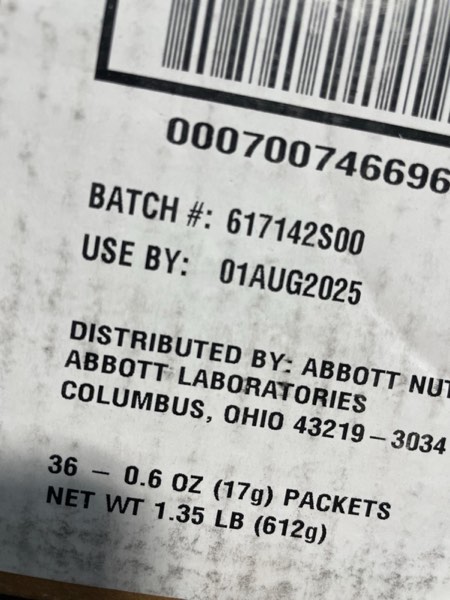 000700746696
BATCH #: 617142S00
USE BY: 01AUG2025
DISTRIBUTED BY: ABBOTT
ABBOTT LABORATORIES
COLUMBUS, OHIO 43219–3034
36 – 0.6 OZ (17g) PACKETS
NET WT 1.35 LB (612g)